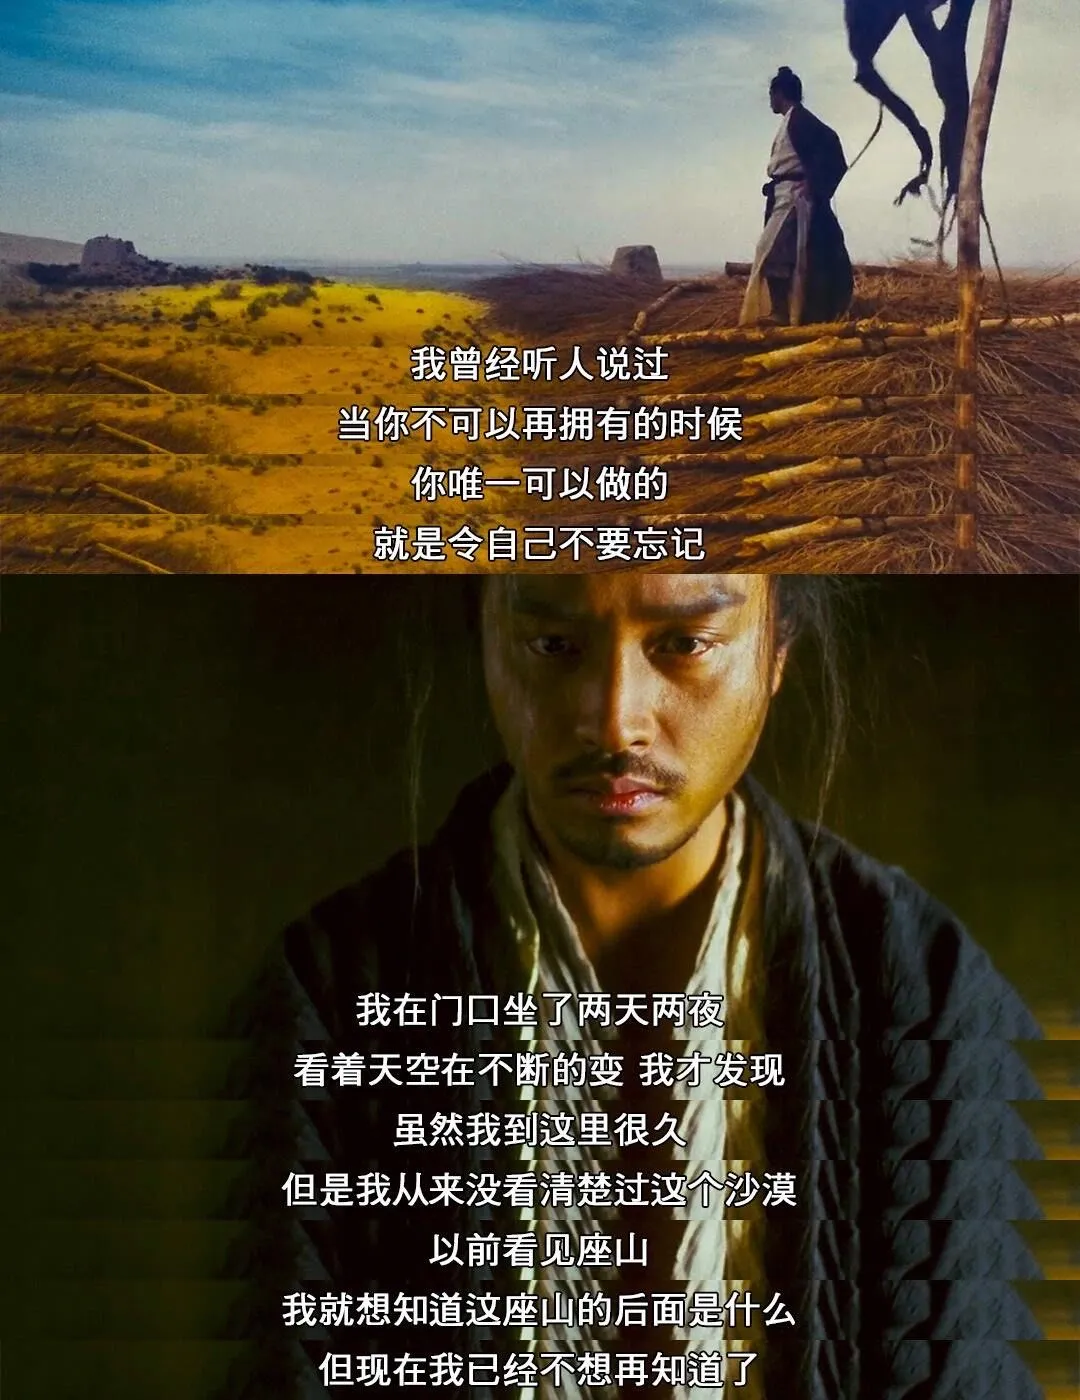 我曾经听人说过
当你不可以再拥有的时候
你唯一可以做的
就是令自己不要忘记
我在门口坐了两天两夜
看着天空在不断的变 我才发现
虽然我到这里很久
但是我从来没看清楚过这个沙漠
以前看见座山
我就想知道这座山的后面是什么
但现在我已经不想再知道了